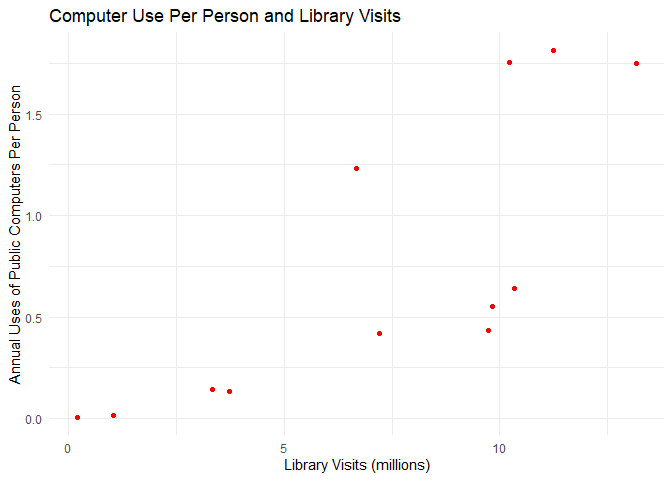 Computer Use Per Person and Library Visits
Annual Uses of Public Computers Per Person
1.5
1.0
0.5
0.0
0 5 10
Library Visits (millions)